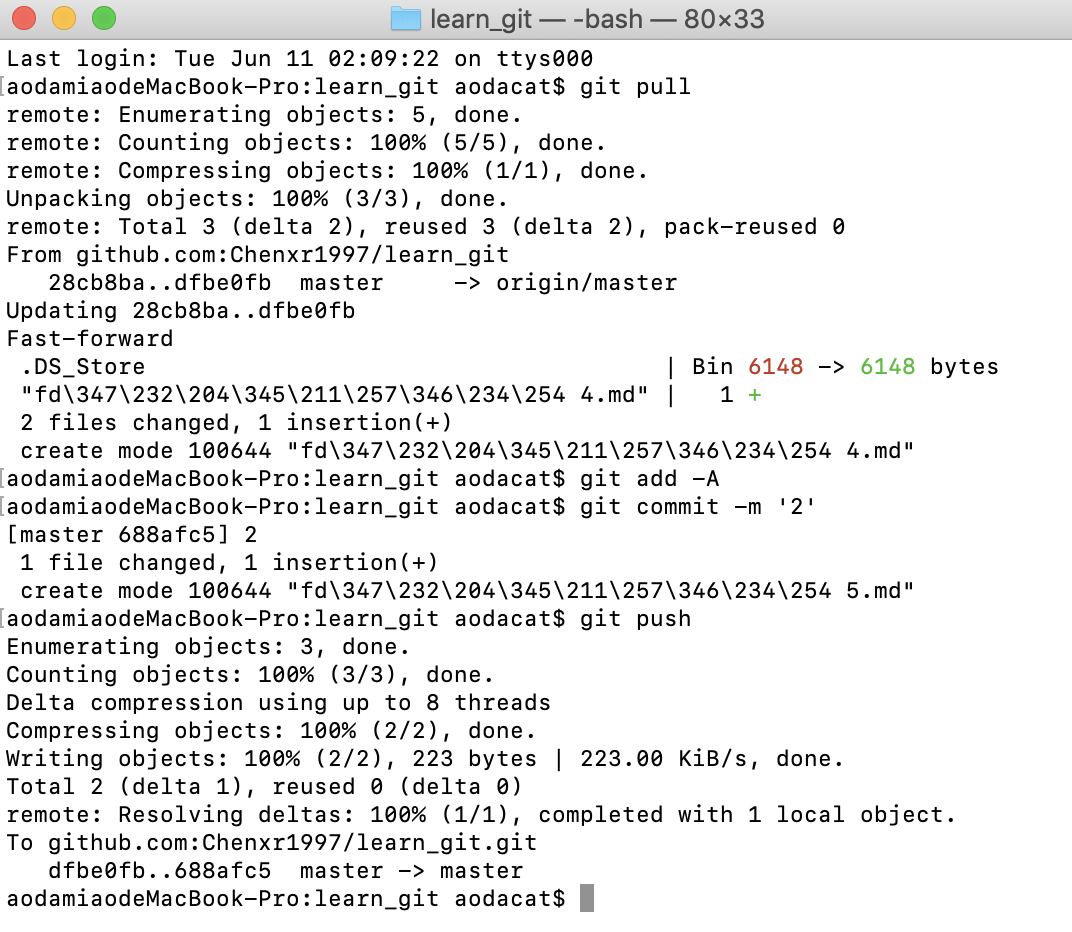 learn_git — -bash — 80×33
Last login: Tue Jun 11 02:09:22 on ttys000
[aodamiaodeMacBook-Pro:learn_git aodacat$ git pull
remote: Enumerating objects: 5, done.
remote: Counting objects: 100% (5/5), done.
remote: Compressing objects: 100% (1/1), done.
Unpacking objects: 100% (3/3), done.
remote: Total 3 (delta 2), reused 3 (delta 2), pack-reused 0
From github.com:Chenxr1997/learn_git
   28cb8ba..dfbe0fb  master     -> origin/master
Updating 28cb8ba..dfbe0fb
Fast-forward
 .DS_Store                                     | Bin 6148 -> 6148 bytes
 "fd\347\232\204\345\211\257\346\234\254 4.md" |   1 +
 2 files changed, 1 insertion(+)
 create mode 100644 "fd\347\232\204\345\211\257\346\234\254 4.md"
[aodamiaodeMacBook-Pro:learn_git aodacat$ git add -A
[aodamiaodeMacBook-Pro:learn_git aodacat$ git commit -m '2'
[master 688afc5] 2
 1 file changed, 1 insertion(+)
 create mode 100644 "fd\347\232\204\345\211\257\346\234\254 5.md"
[aodamiaodeMacBook-Pro:learn_git aodacat$ git push
Enumerating objects: 3, done.
Counting objects: 100% (3/3), done.
Delta compression using up to 8 threads
Compressing objects: 100% (2/2), done.
Writing objects: 100% (2/2), 223 bytes | 223.00 KiB/s, done.
Total 2 (delta 1), reused 0 (delta 0)
remote: Resolving deltas: 100% (1/1), completed with 1 local object.
To github.com:Chenxr1997/learn_git.git
   dfbe0fb..688afc5  master -> master
aodamiaodeMacBook-Pro:learn_git aodacat$